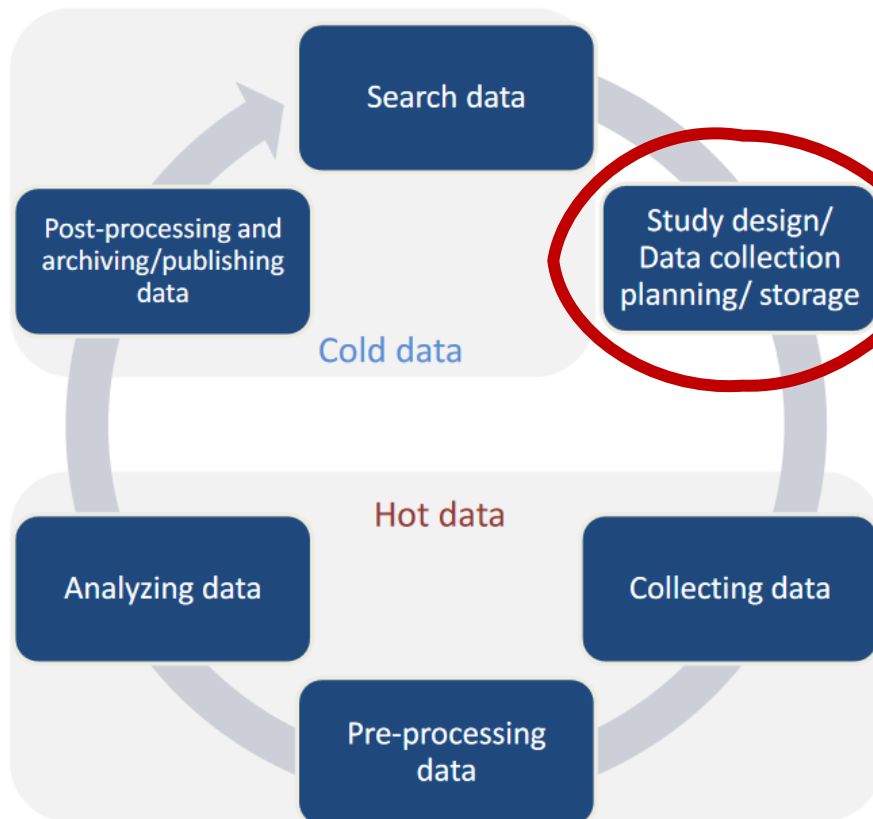 Search data
Study design/
Data collection
planning/ storage
Post-processing and
archiving/publishing
data
Cold data
Hot data
Analyzing data
Collecting data
Pre-processing
data